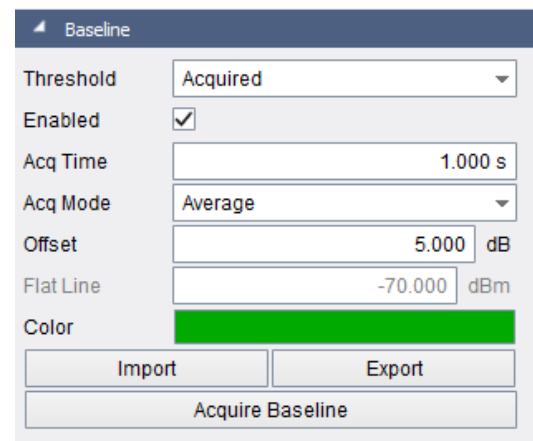 Baseline
Threshold Acquired
Enabled
Acq Time 1.000 s
Acq Mode Average
Offset 5.000 dB
Flat Line -70.000 dBm
Color
Import Export
Acquire Baseline